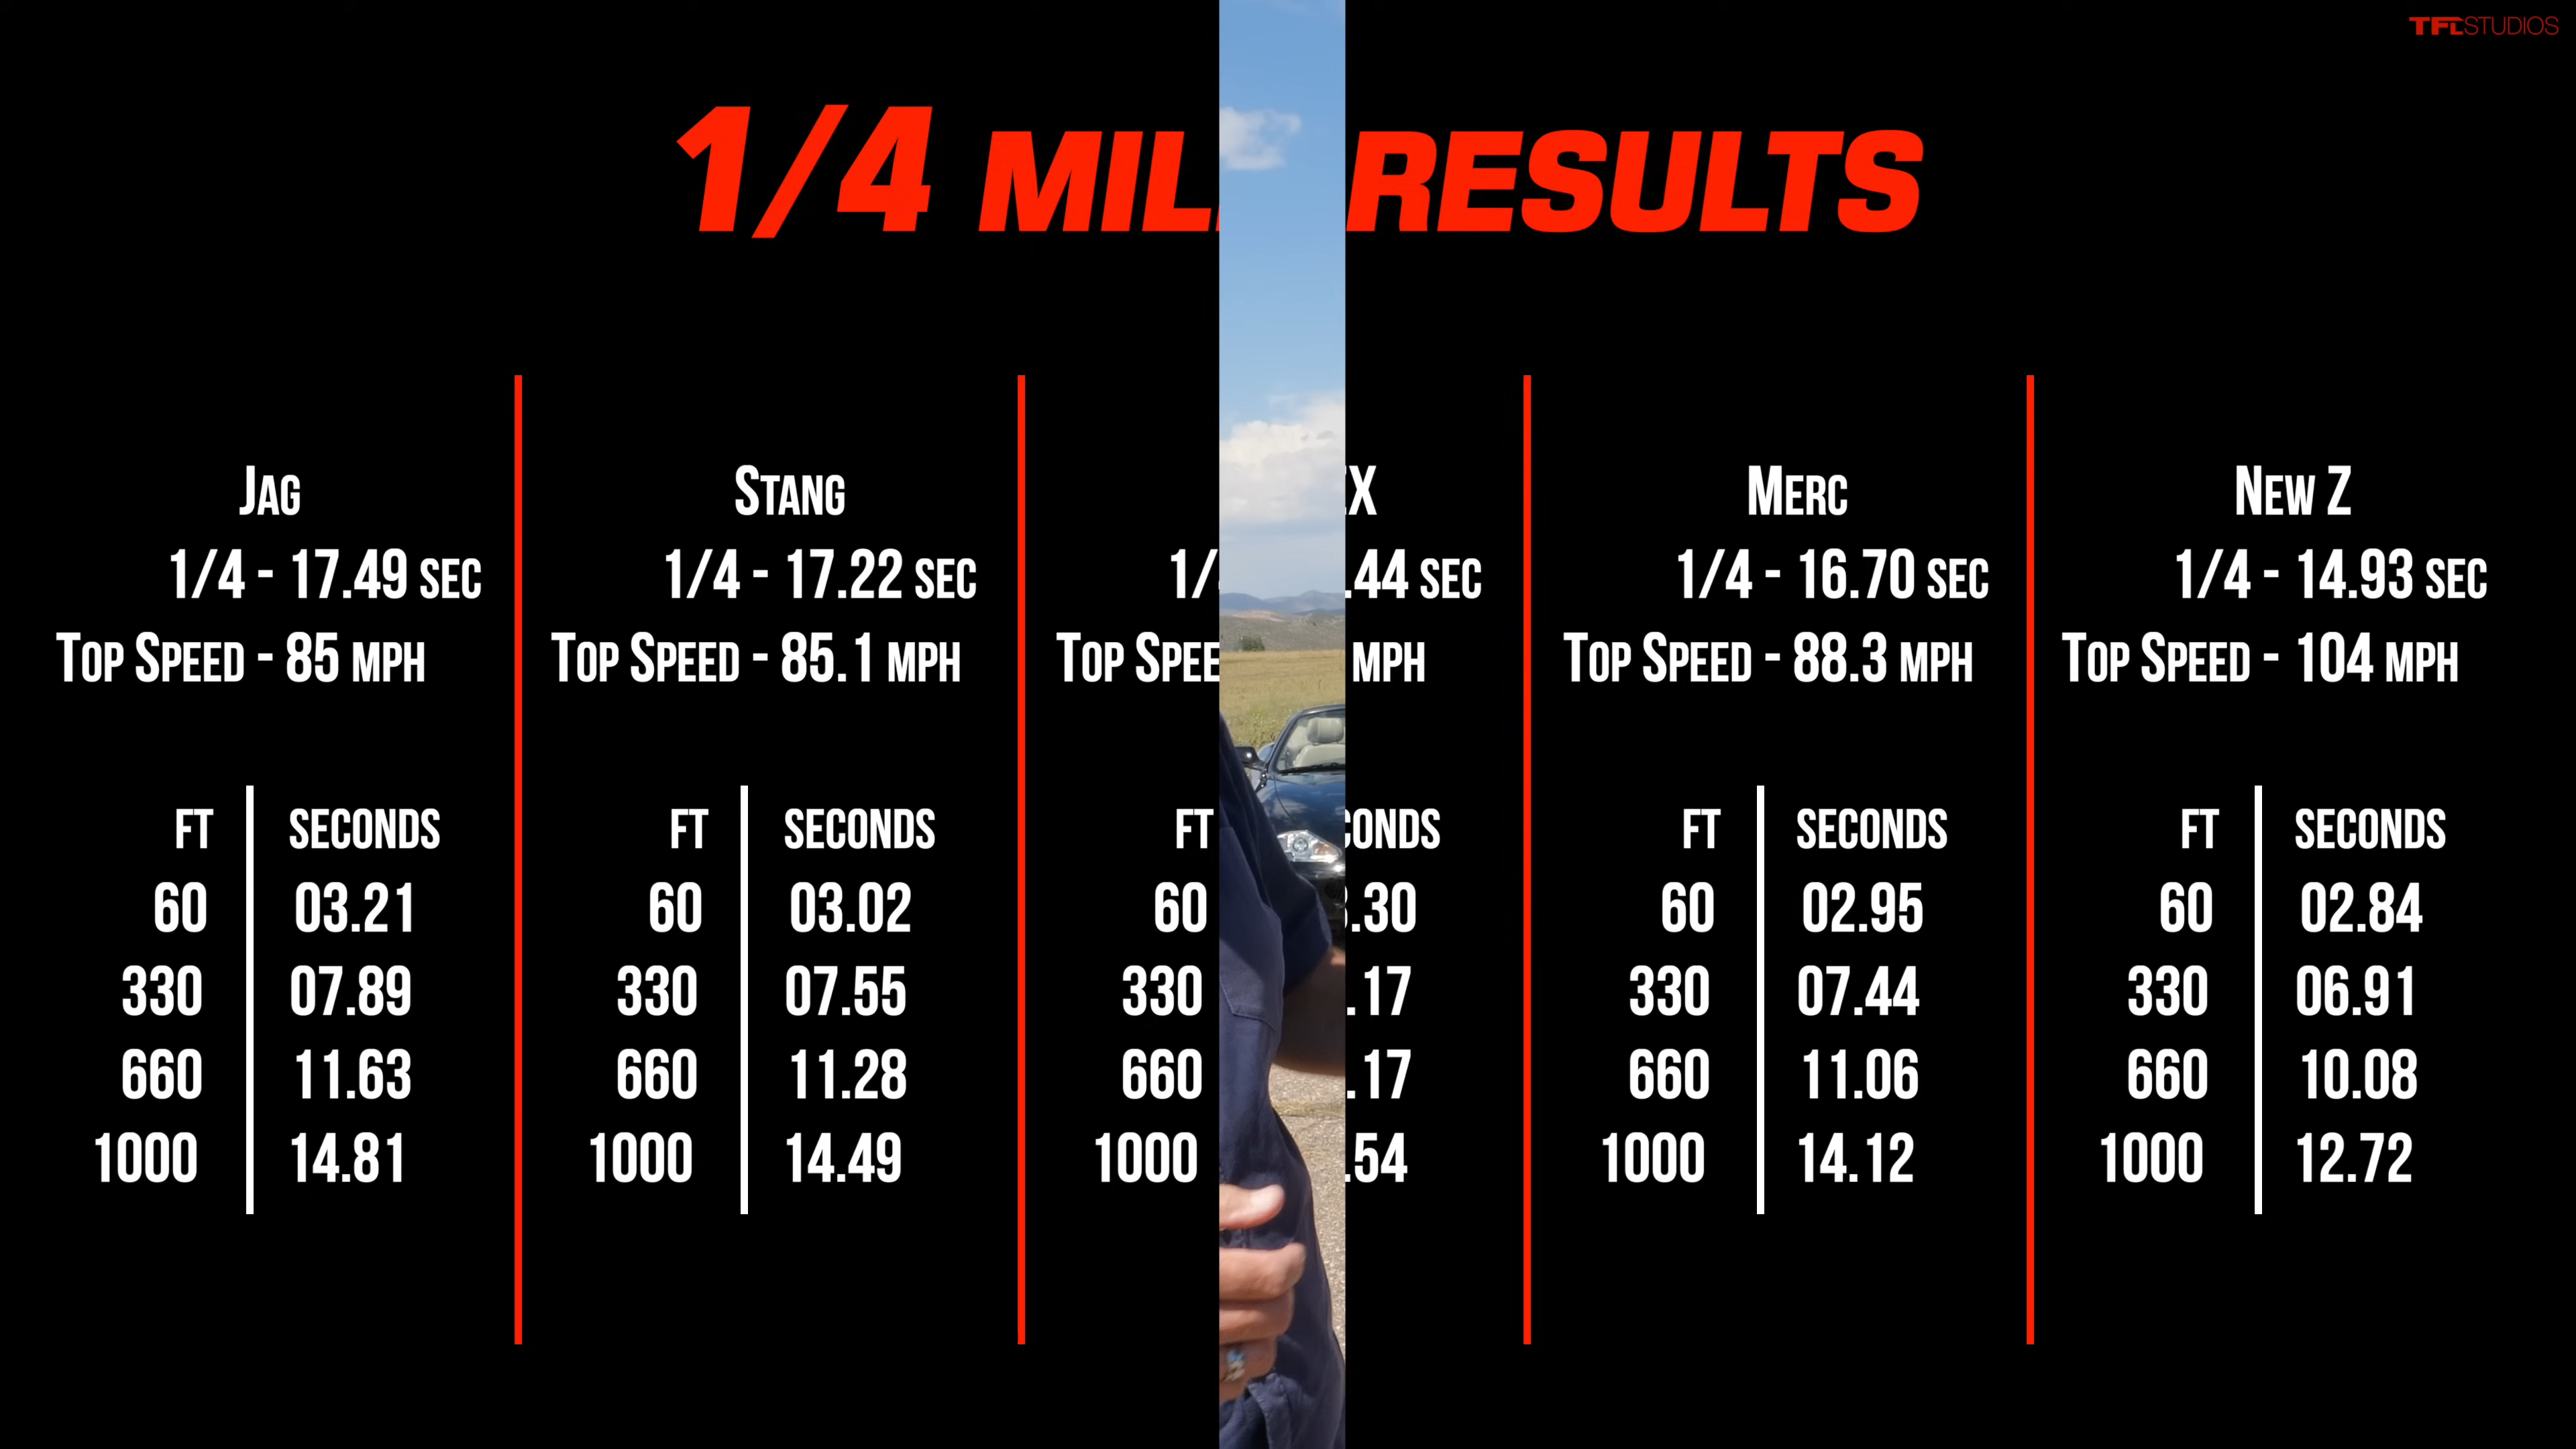 TFLSTUDIOS
1/4 MIL RESULTS
JAG
1/4 - 17.49 SEC
TOP SPEED - 85 MPH
FT SECONDS
60 03.21
330 07.89
660 11.63
1000 14.81
STANG
1/4 - 17.22 SEC
TOP SPEED - 85.1 MPH
FT SECONDS
60 03.02
330 07.55
660 11.28
1000 14.49
X
1/ .44 SEC
TOP SPEE MPH
FT CONDS
60 .30
330 .17
660 .17
1000 .54
MERC
1/4 - 16.70 SEC
TOP SPEED - 88.3 MPH
FT SECONDS
60 02.95
330 07.44
660 11.06
1000 14.12
NEW Z
1/4 - 14.93 SEC
TOP SPEED - 104 MPH
FT SECONDS
60 02.84
330 06.91
660 10.08
1000 12.72